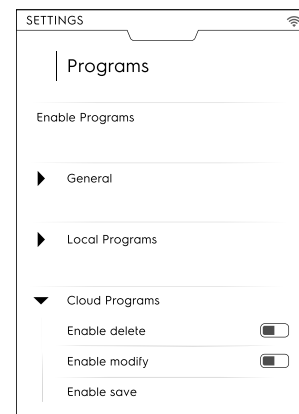 SETTINGS
Programs
Enable Programs
General
Local Programs
Cloud Programs
Enable delete
Enable modify
Enable save